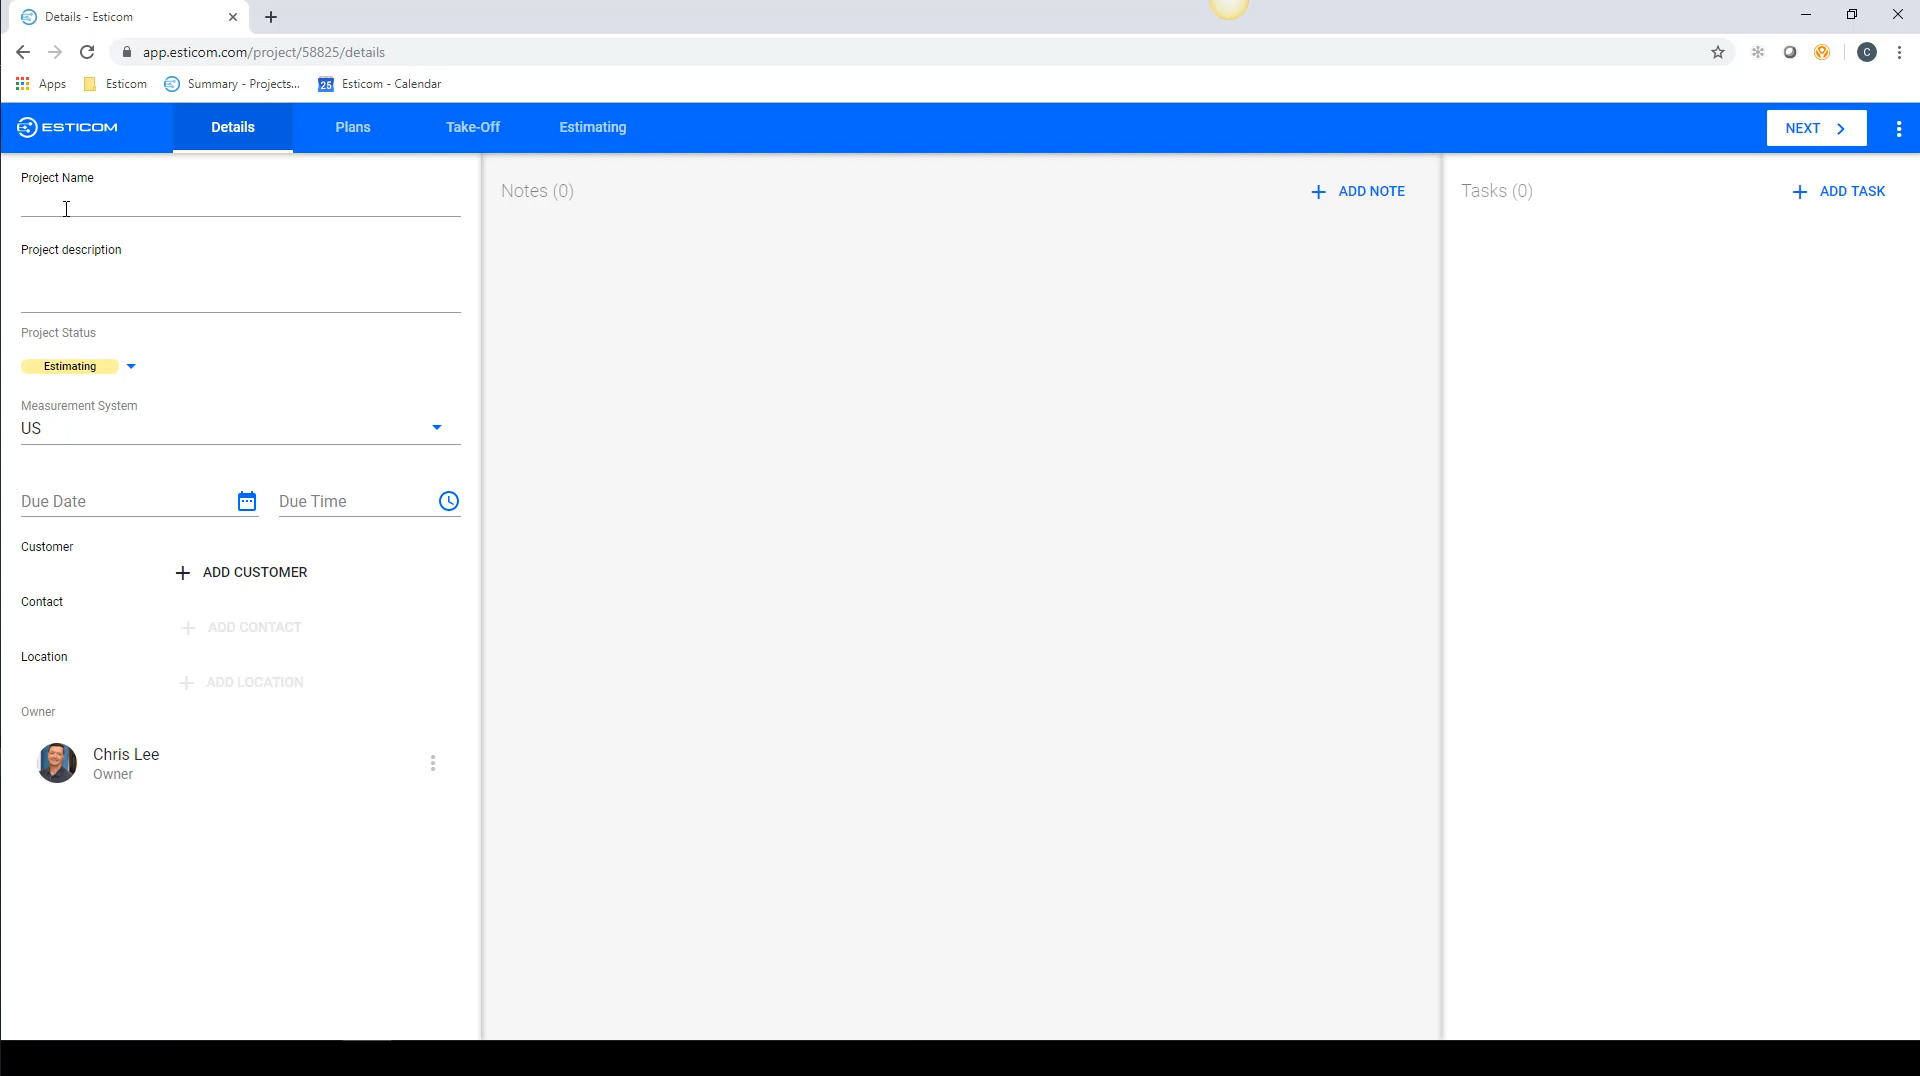 Details - Esticom
app.esticom.com/project/58825/details
C
Apps
Esticom
Summary - Projects...
25
Esticom - Calendar
ESTICOM
Details
Plans
Take-Off
Estimating
NEXT
Project Name
Project description
Project Status
Estimating
Measurement System
US
Due Date
Due Time
Customer
ADD CUSTOMER
Contact
ADD CONTACT
Location
ADD LOCATION
Owner
Chris Lee
Owner
Notes (0)
ADD NOTE
Tasks (0)
ADD TASK